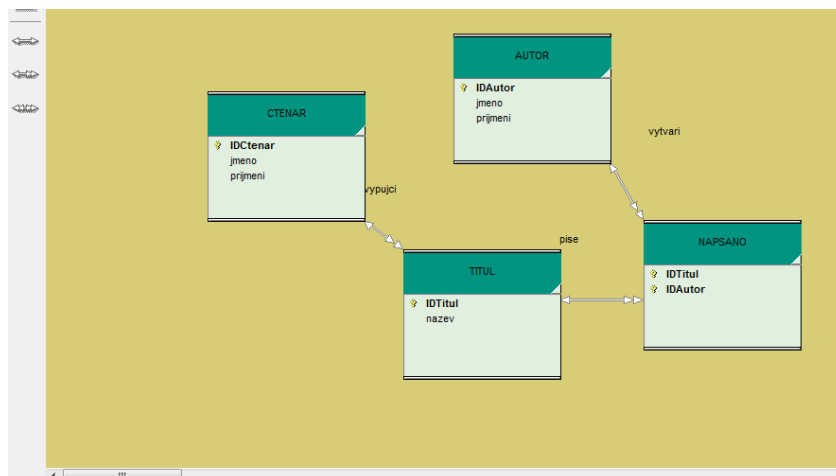 AUTOR
IDAutor
jmeno
prijmeni
CTENAR
IDCtenar
jmeno
prijmeni
vytvari
vypujci
pise
NAPSANO
IDTitul
IDAutor
TITUL
IDTitul
nazev